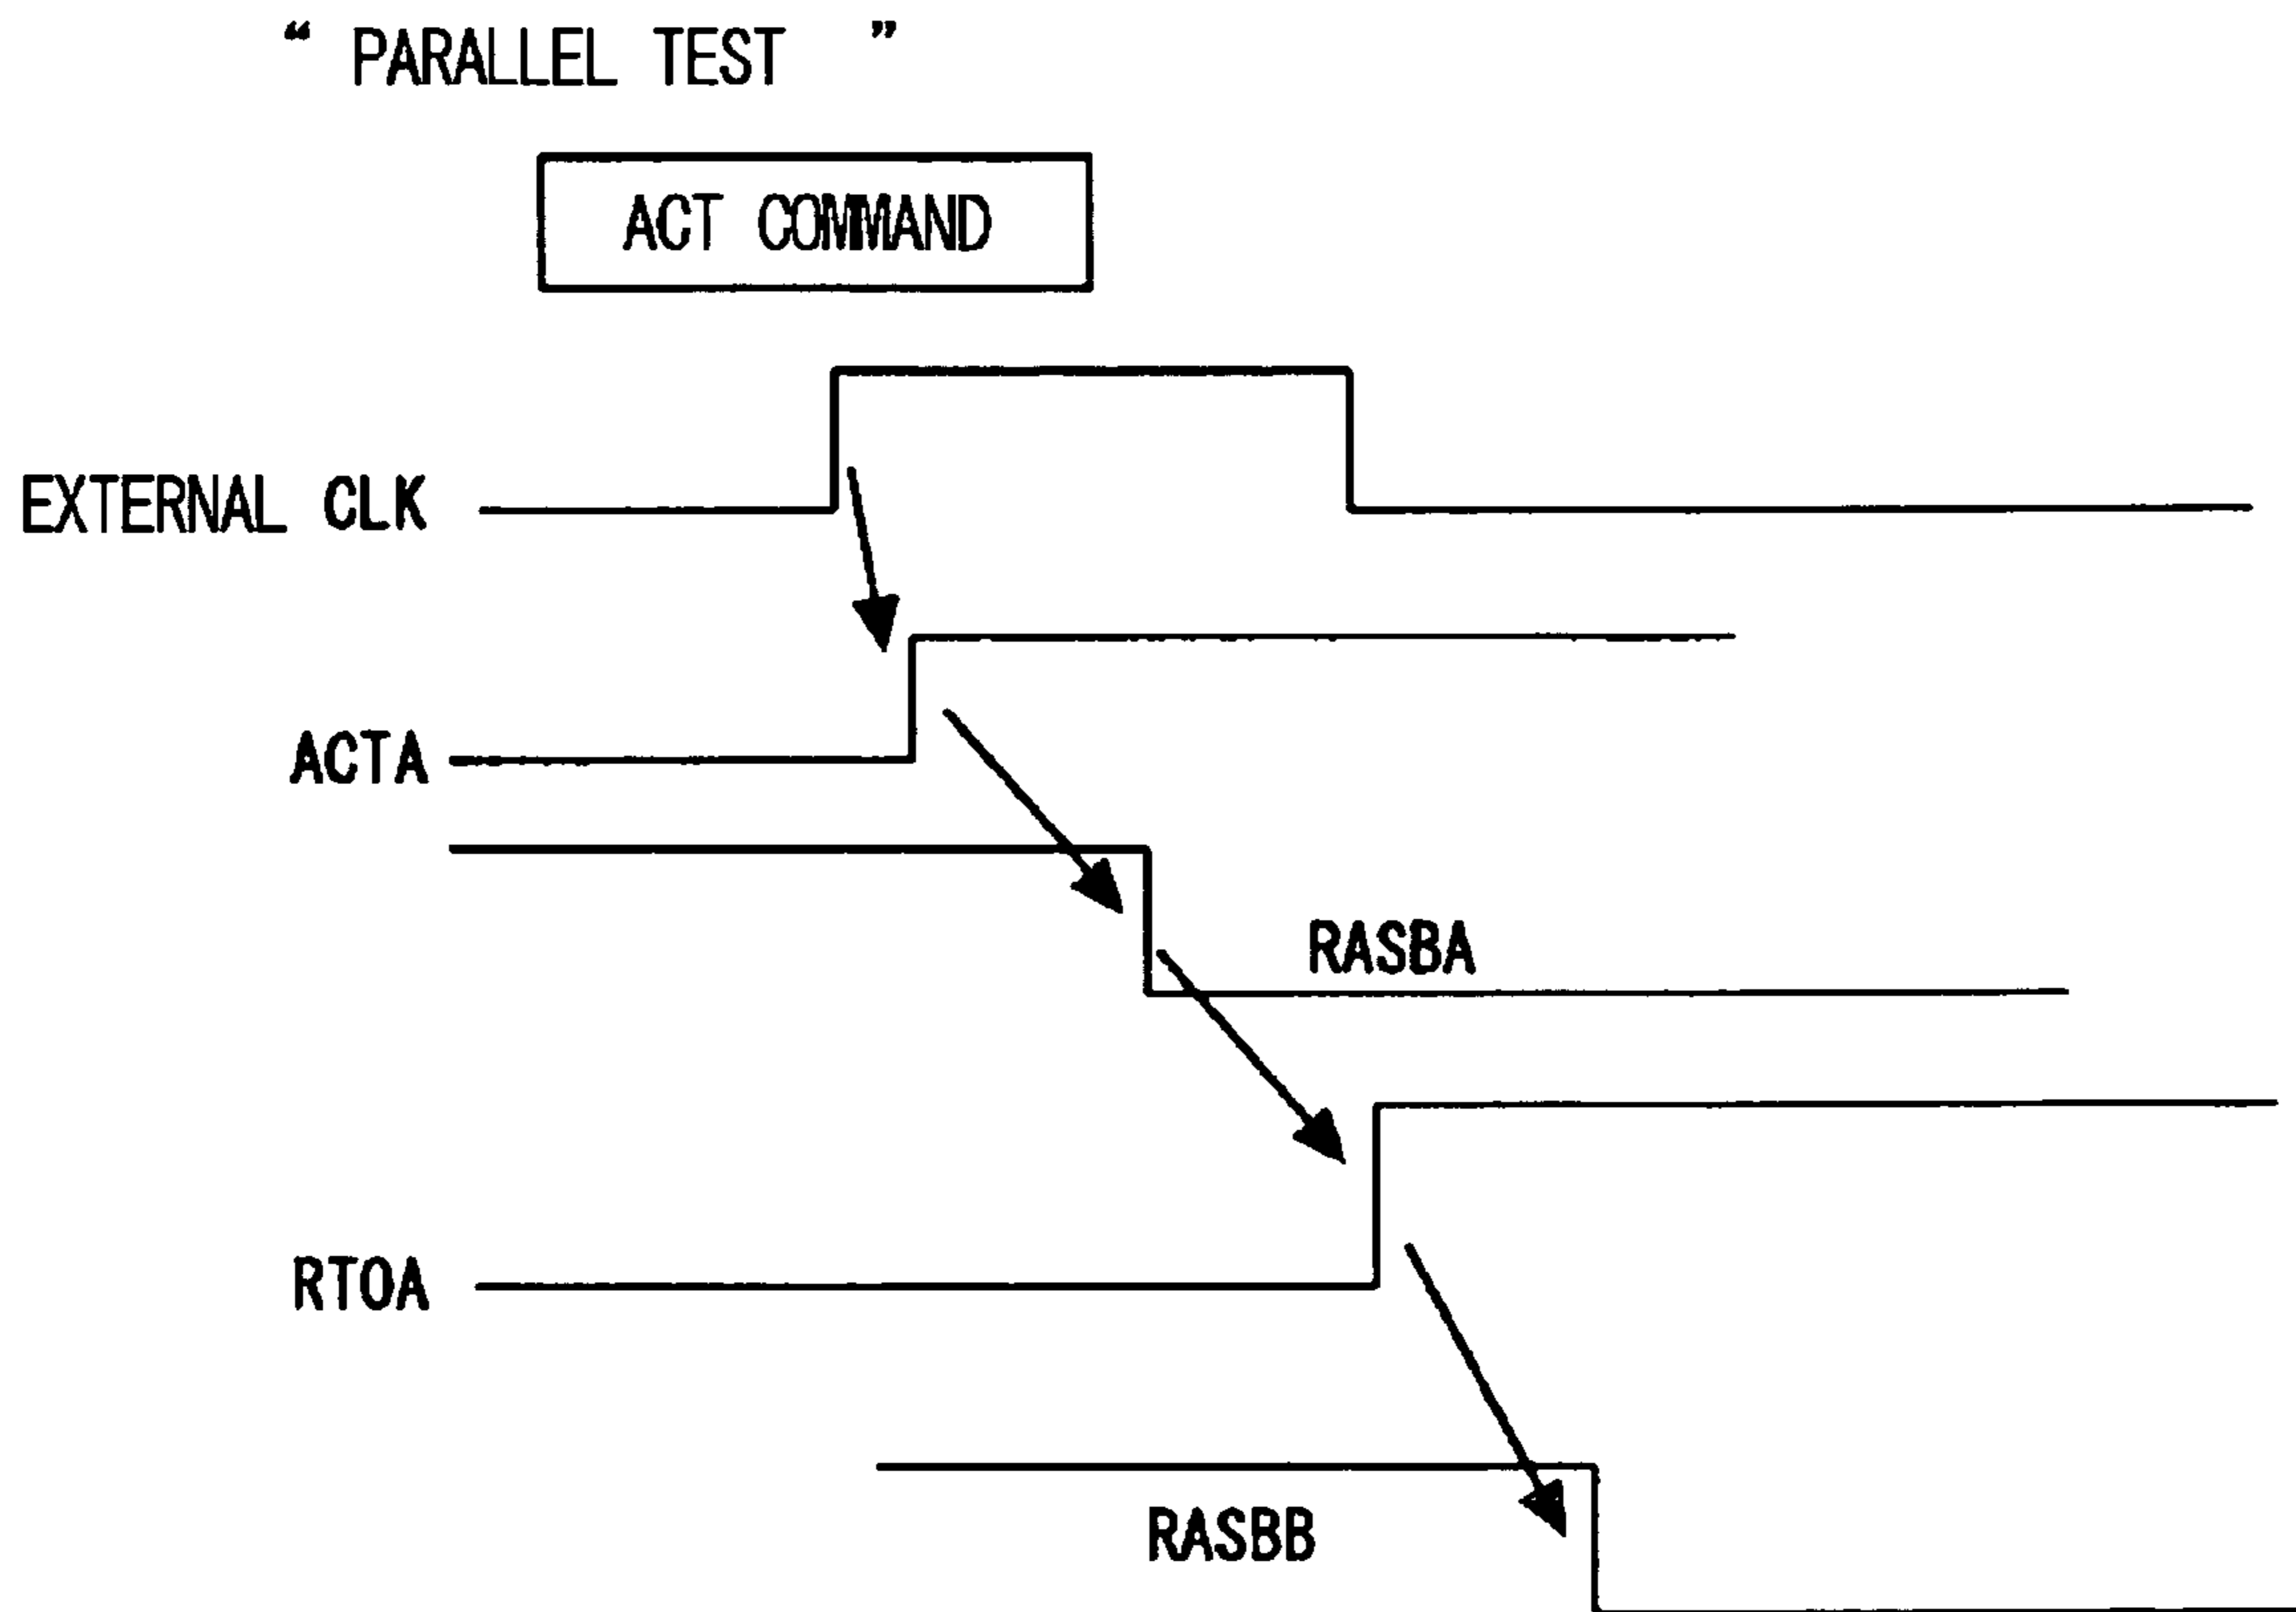 “ PARALLEL TEST ”
ACT COMMAND
EXTERNAL CLK
ACTA
RASBA
RTOA
RASBB